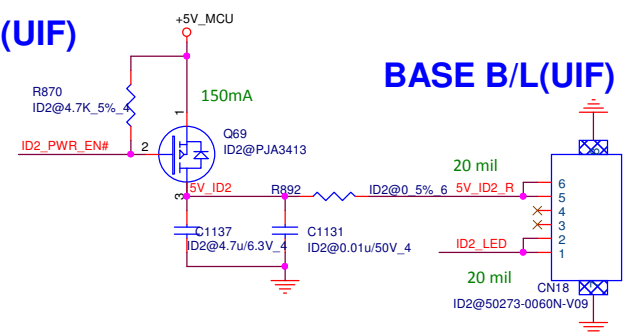 (UIF)
+5V_MCU
BASE B/L(UIF)
R870
ID2@4.7K_5%_4
150mA
1
Q69
ID2@PJA3413
ID2_PWR_EN#
2
3
5V_ID2
R892
ID2@0_5%_6
20 mil
5V_ID2_R
6
5
4
3
2
1
C1137
ID2@4.7u/6.3V_4
C1131
ID2@0.01u/50V_4
ID2_LED
20 mil
CN18
ID2@50273-0060N-V09